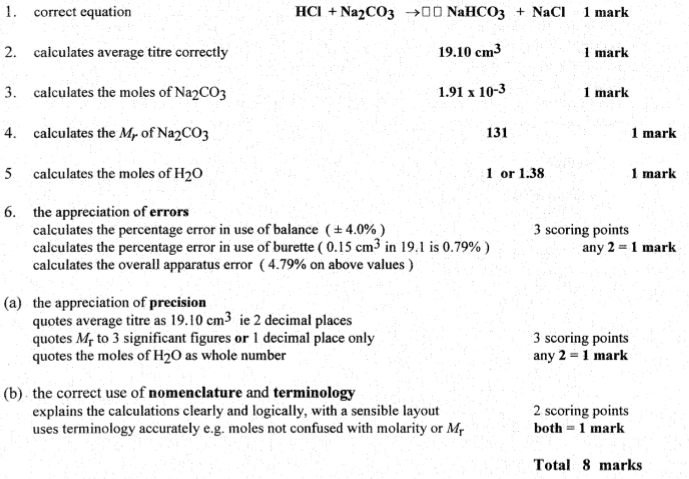 1. correct equation HCl + Na2CO3 →□□ NaHCO3 + NaCl 1 mark
2. calculates average titre correctly 19.10 cm3 1 mark
3. calculates the moles of Na2CO3 1.91 x 10-3 1 mark
4. calculates the Mr of Na2CO3 131 1 mark
5 calculates the moles of H2O 1 or 1.38 1 mark
6. the appreciation of errors
calculates the percentage error in use of balance ( ± 4.0% ) 3 scoring points
calculates the percentage error in use of burette ( 0.15 cm3 in 19.1 is 0.79% ) any 2 = 1 mark
calculates the overall apparatus error ( 4.79% on above values )
(a) the appreciation of precision
quotes average titre as 19.10 cm3 ie 2 decimal places
quotes Mr to 3 significant figures or 1 decimal place only 3 scoring points
quotes the moles of H2O as whole number any 2 = 1 mark
(b) the correct use of nomenclature and terminology
explains the calculations clearly and logically, with a sensible layout 2 scoring points
uses terminology accurately e.g. moles not confused with molarity or Mr both = 1 mark
Total 8 marks